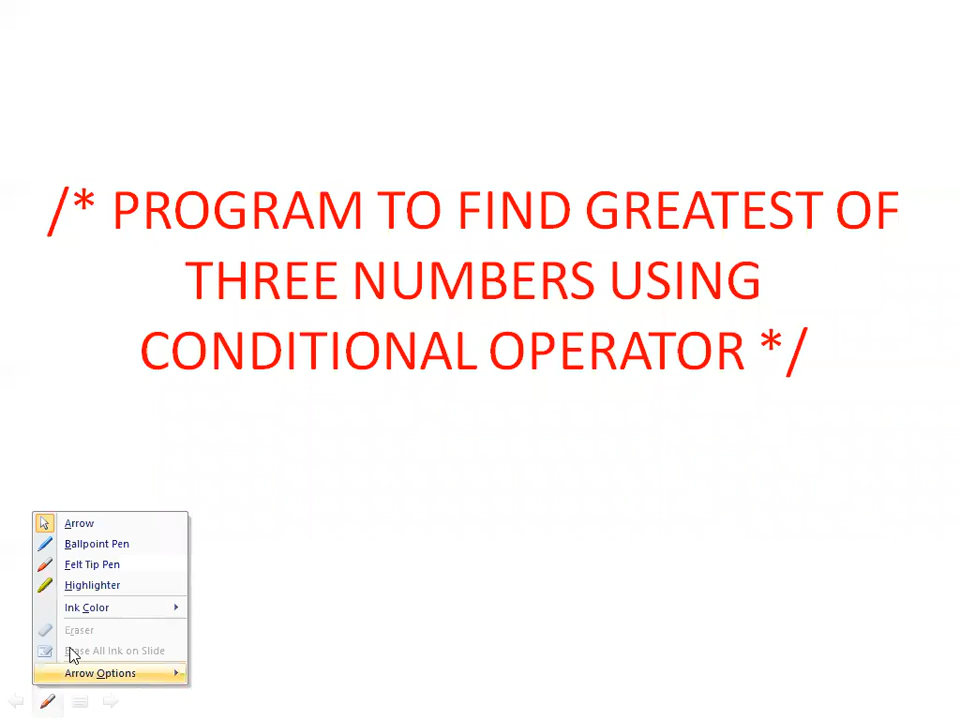 /* PROGRAM TO FIND GREATEST OF
THREE NUMBERS USING
CONDITIONAL OPERATOR */
Arrow
Ballpoint Pen
Felt Tip Pen
Highlighter
Ink Color
Eraser
Erase All Ink on Slide
Arrow Options